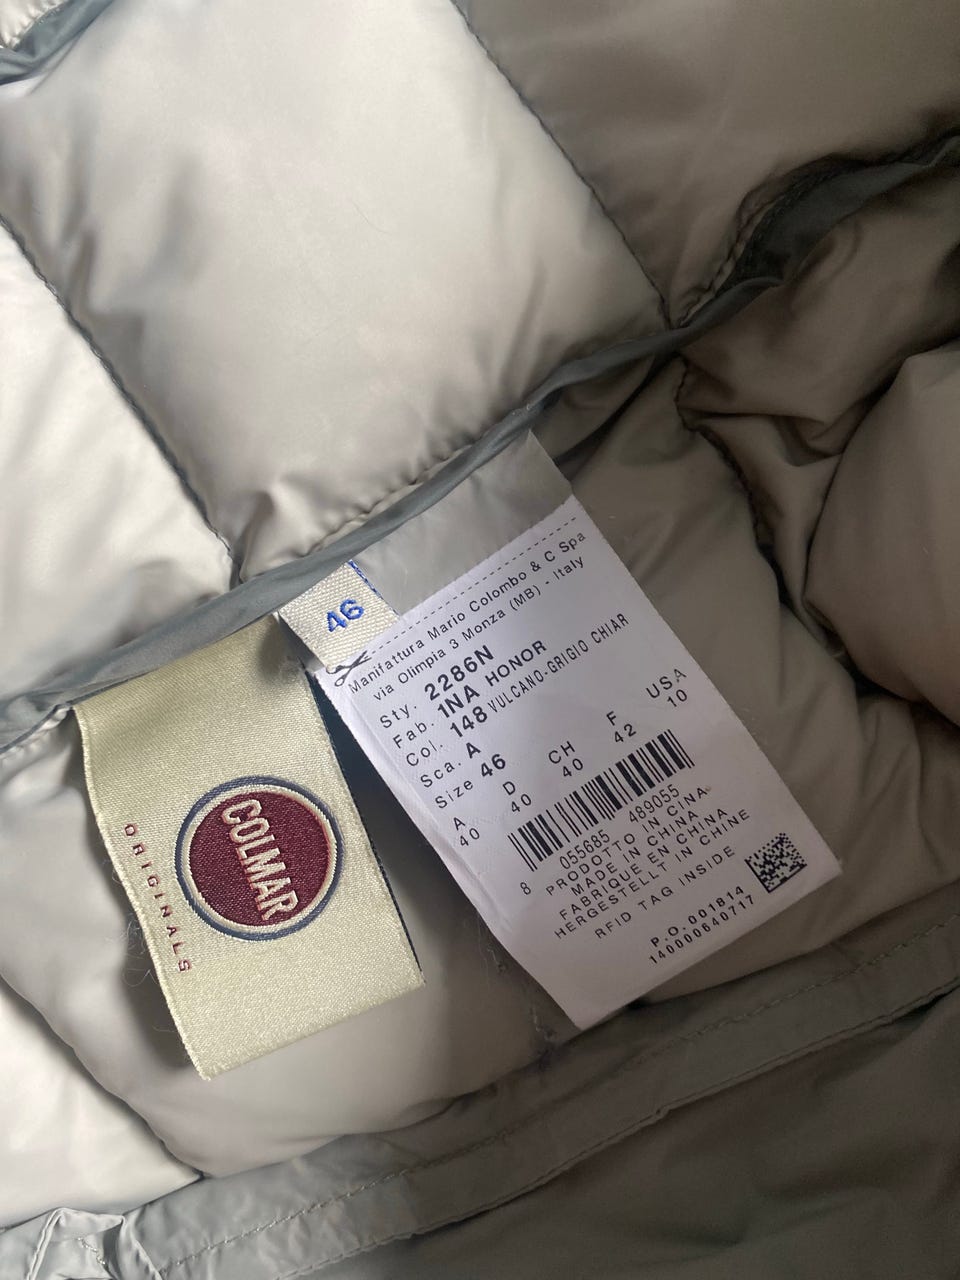 46
Manifattura Mario Colombo & C Spa
via Olimpia 3 Monza (MB) - Italy
Sty. 2286N
Fab. 1NA HONOR
Col. 148 VULCANO-GRIGIO CHIAR
Sca. A
Size 46
A D CH F USA
40 40 40 42 10
8 055685 489055
PRODOTTO IN CINA
MADE IN CHINA
FABRIQUE EN CHINA
HERGESTELLT IN CHINE
RFID TAG INSIDE
P.O. 001814
140000640717
COLMAR
ORIGINALS